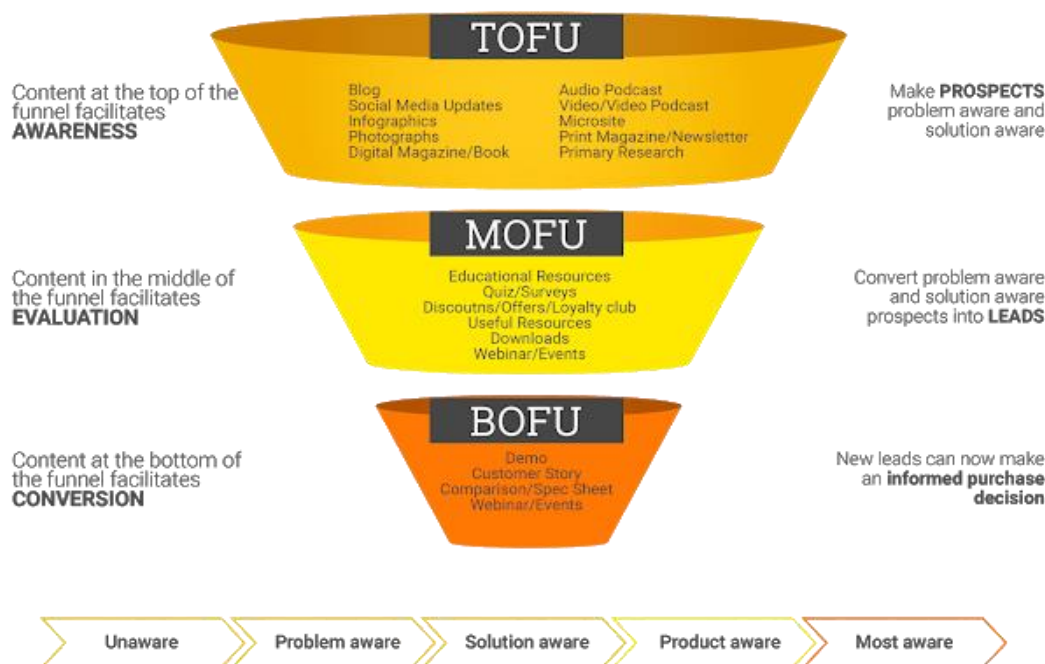 TOFU
Content at the top of the
funnel facilitates
AWARENESS
Blog
Social Media Updates
Infographics
Photographs
Digital Magazine/Book
Audio Podcast
Video/Video Podcast
Microsite
Print Magazine/Newsletter
Primary Research
Make PROSPECTS
problem aware and
solution aware
MOFU
Content in the middle of
the funnel facilitates
EVALUATION
Educational Resources
Quiz/Surveys
Discoutns/Offers/Loyalty club
Useful Resources
Downloads
Webinar/Events
Convert problem aware
and solution aware
prospects into LEADS
BOFU
Content at the bottom of
the funnel facilitates
CONVERSION
Demo
Customer Story
Comparison/Spec Sheet
Webinar/Events
New leads can now make
an informed purchase
decision
Unaware
Problem aware
Solution aware
Product aware
Most aware